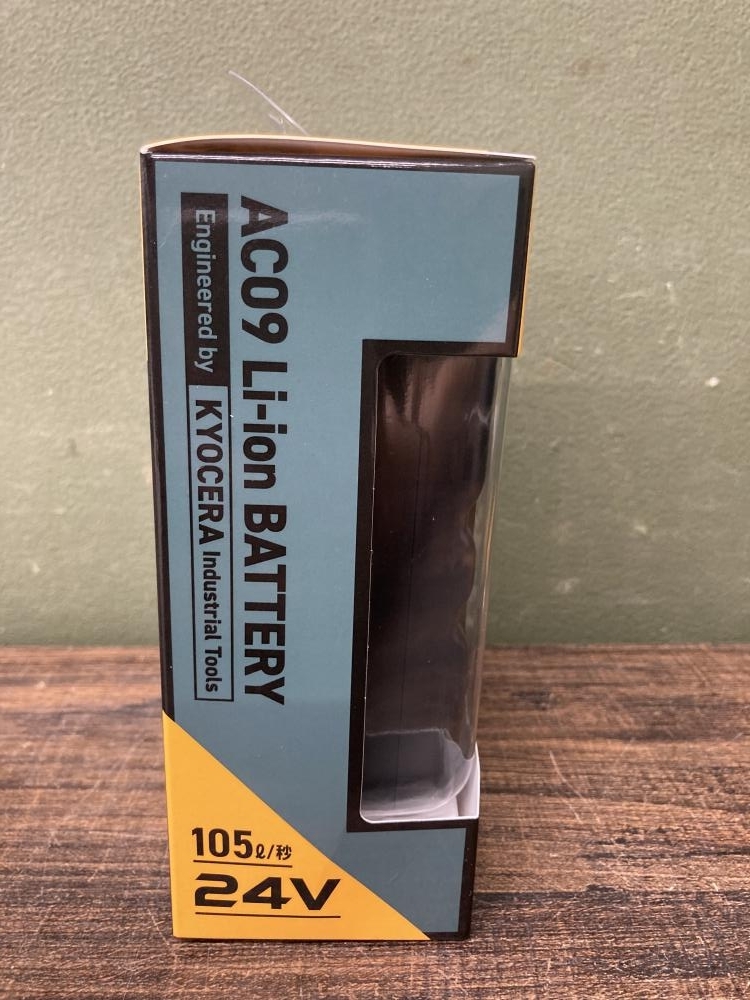 AC09 Li-ion BATTERY
Engineered by KYOCERA Industrial Tools
105ℓ/秒
24V